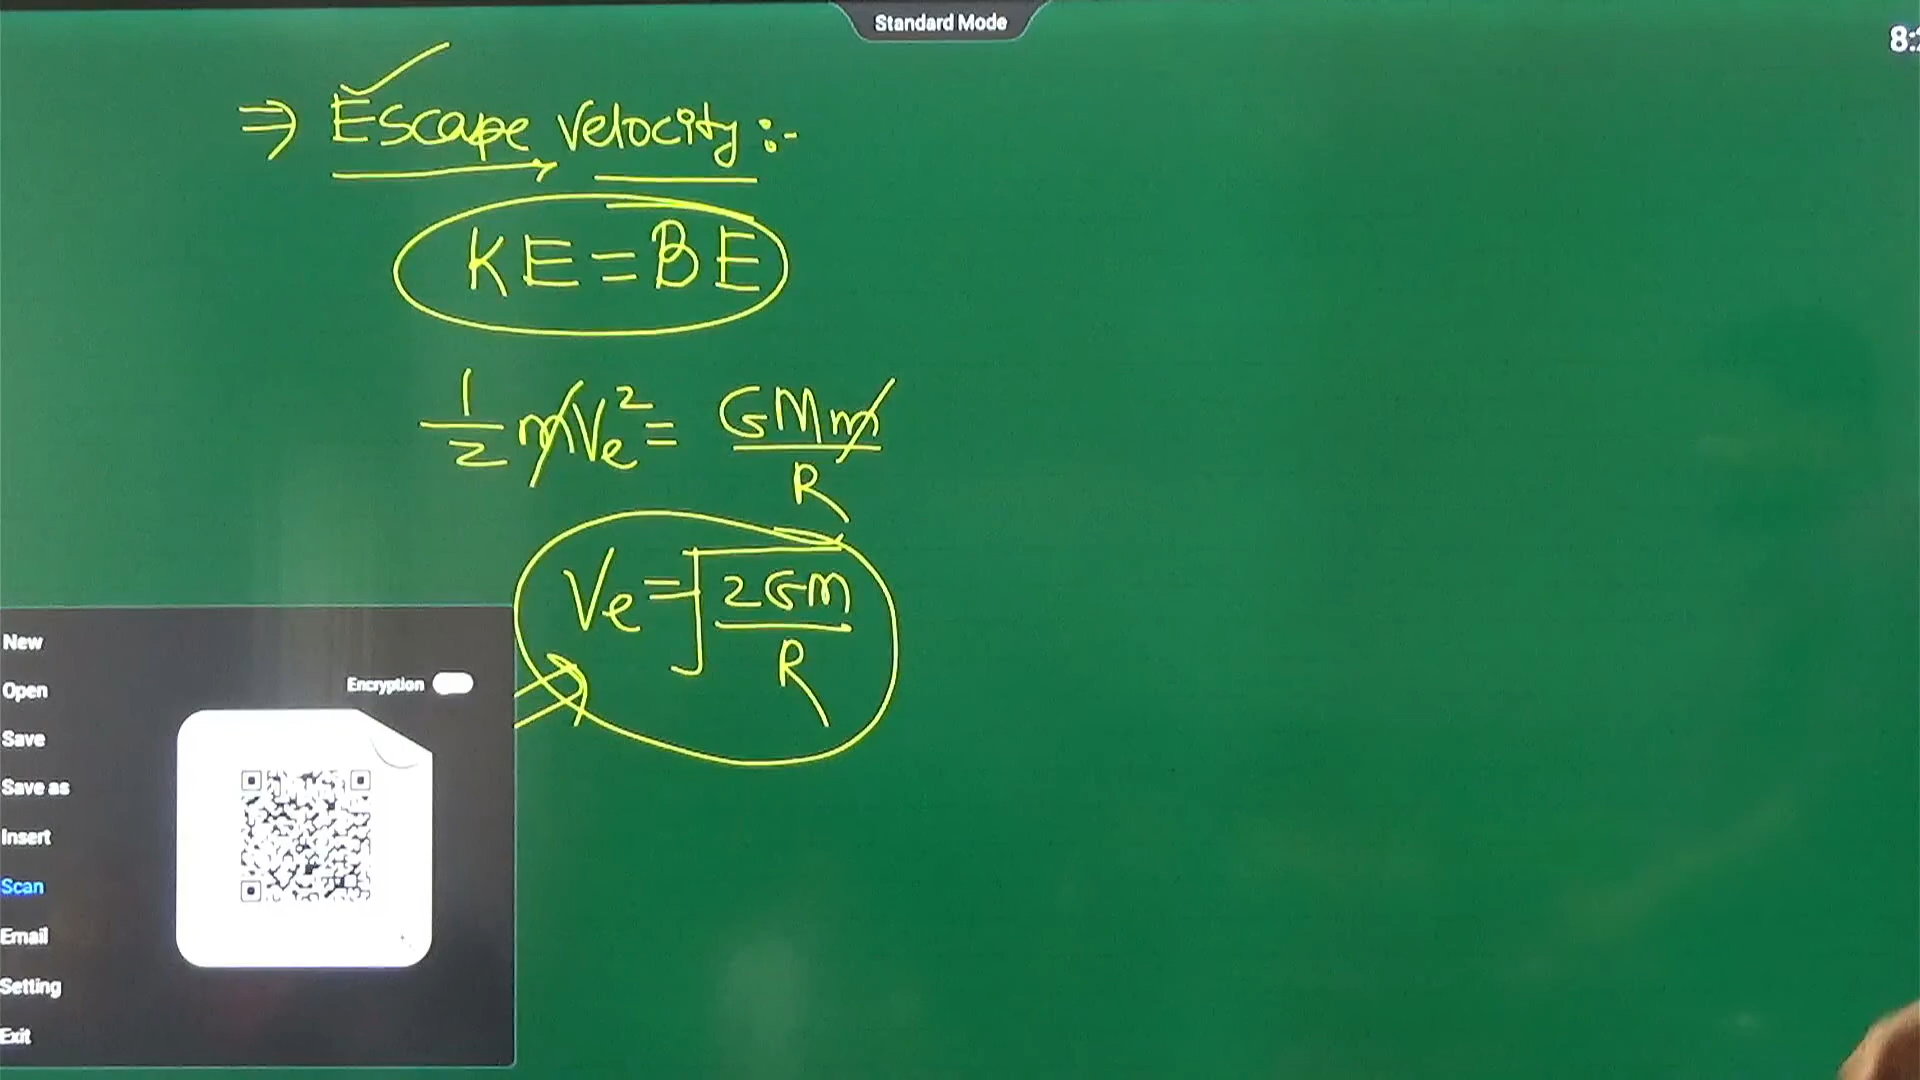 Standard Mode
8:
⇒ Escape velocity :-
KE = BE
1/2 mVe² = GMm/R
Ve = √(2GM/R)
New
Encryption
Open
Save
Save as
Insert
Scan
Email
Setting
Exit